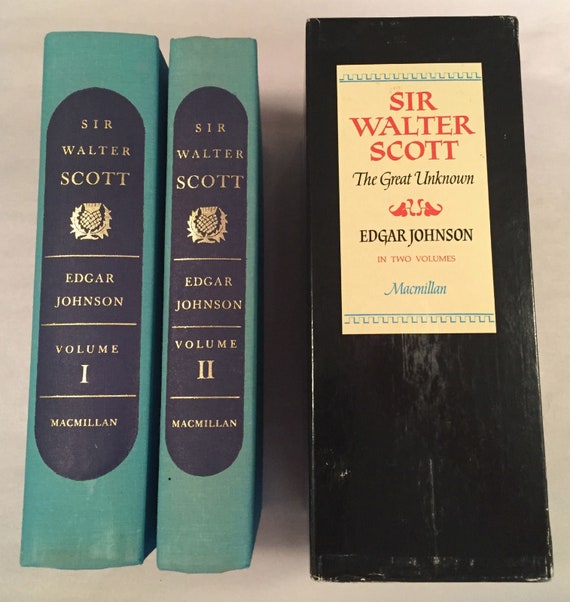 SIR
WALTER
SCOTT
EDGAR
JOHNSON
VOLUME
I
MACMILLAN
SIR
WALTER
SCOTT
EDGAR
JOHNSON
VOLUME
II
MACMILLAN
SIR
WALTER
SCOTT
The Great Unknown
EDGAR JOHNSON
IN TWO VOLUMES
Macmillan